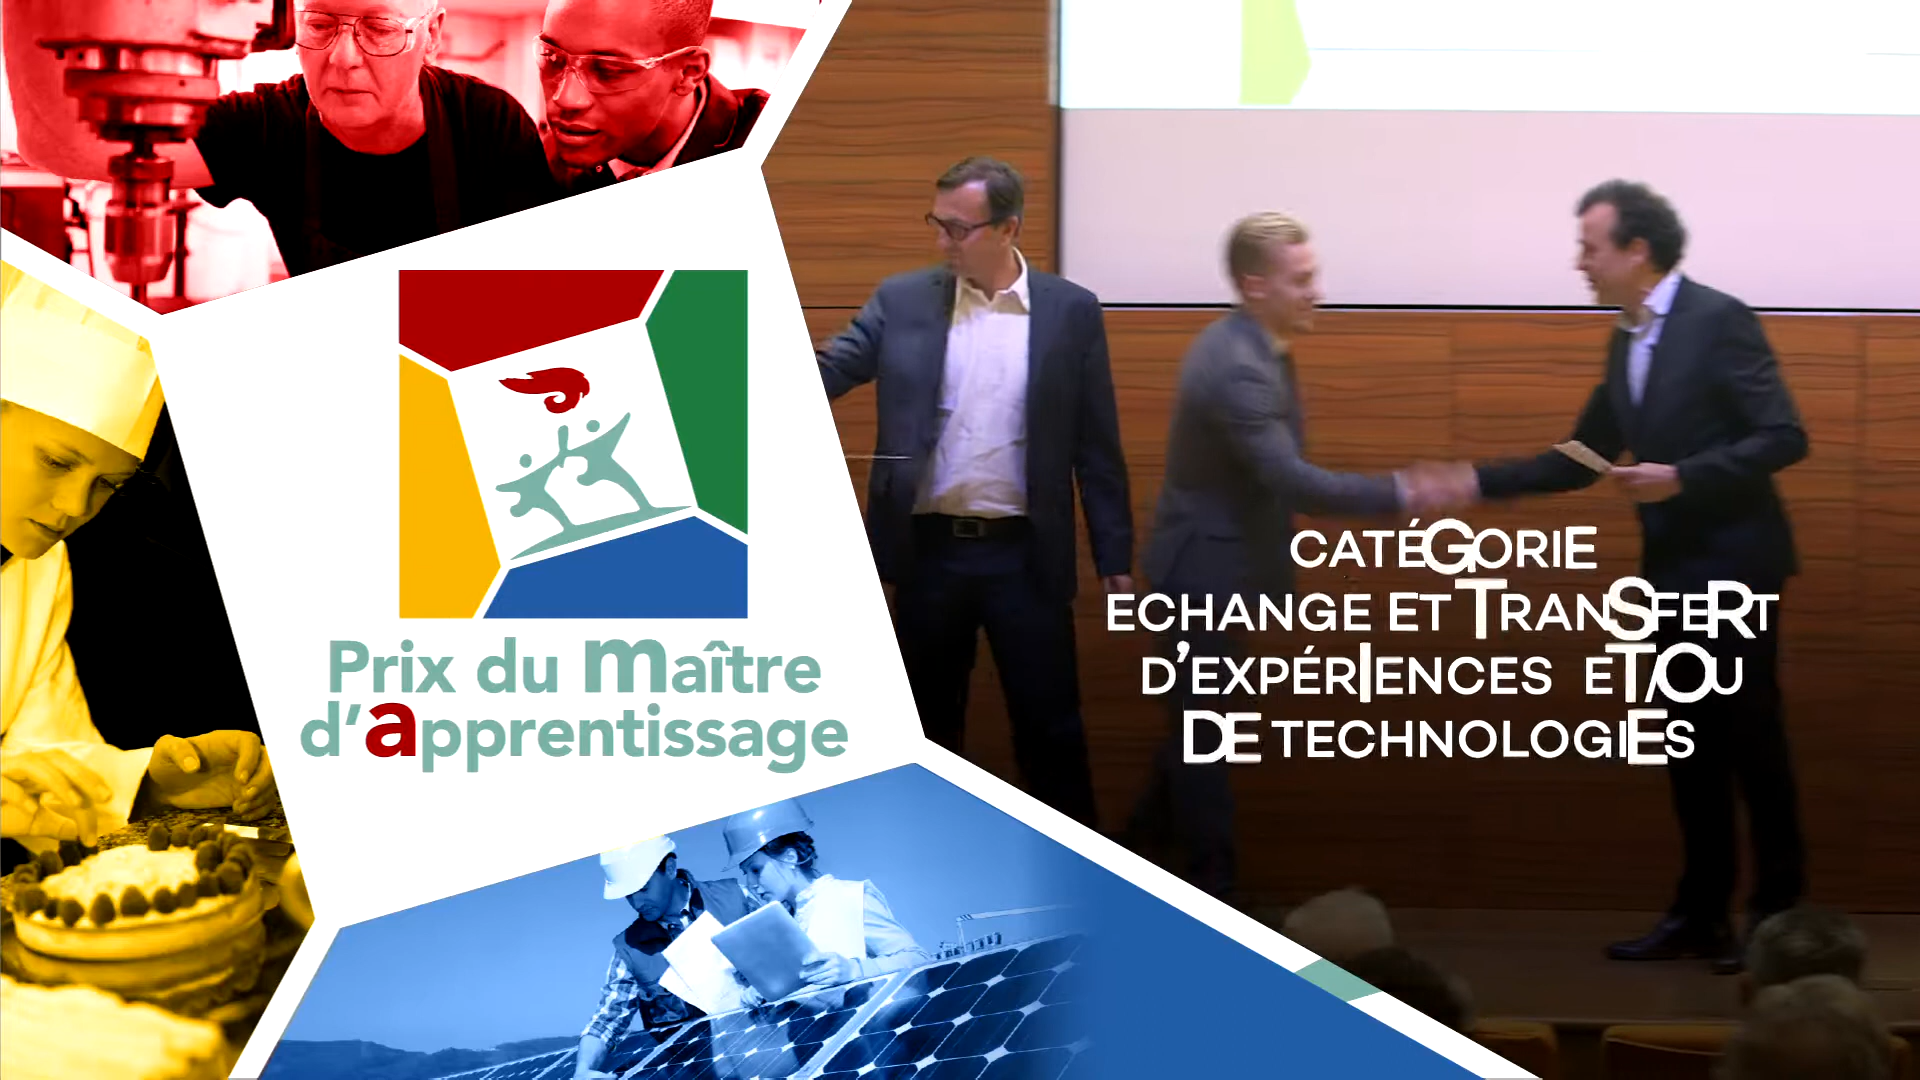 Prix du maître
d'apprentissage
CATÉGORIE
ECHANGE ET TRANSFERT
D'EXPÉRIENCES ET/OU
DE TECHNOLOGIES